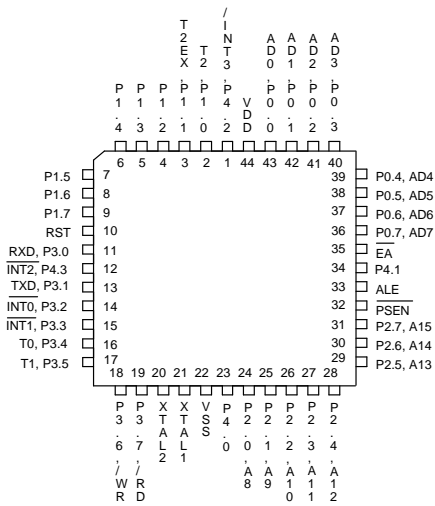 P1.4
P1.3
P1.2
T2EX,P1.1
T2,P1.0
/INT3,P4.2
VDD
AD0,P0.0
AD1,P0.1
AD2,P0.2
AD3,P0.3
6 5 4 3 2 1 44 43 42 41 40
P1.5 7
P1.6 8
P1.7 9
RST 10
RXD, P3.0 11
INT2, P4.3 12
TXD, P3.1 13
INT0, P3.2 14
INT1, P3.3 15
T0, P3.4 16
T1, P3.5 17
39 P0.4, AD4
38 P0.5, AD5
37 P0.6, AD6
36 P0.7, AD7
35 EA
34 P4.1
33 ALE
32 PSEN
31 P2.7, A15
30 P2.6, A14
29 P2.5, A13
18 19 20 21 22 23 24 25 26 27 28
P3.6,/WR
P3.7,/RD
XTAL2
XTAL1
VSS
P4.0
P2.0,A8
P2.1,A9
P2.2,A10
P2.3,A11
P2.4,A12